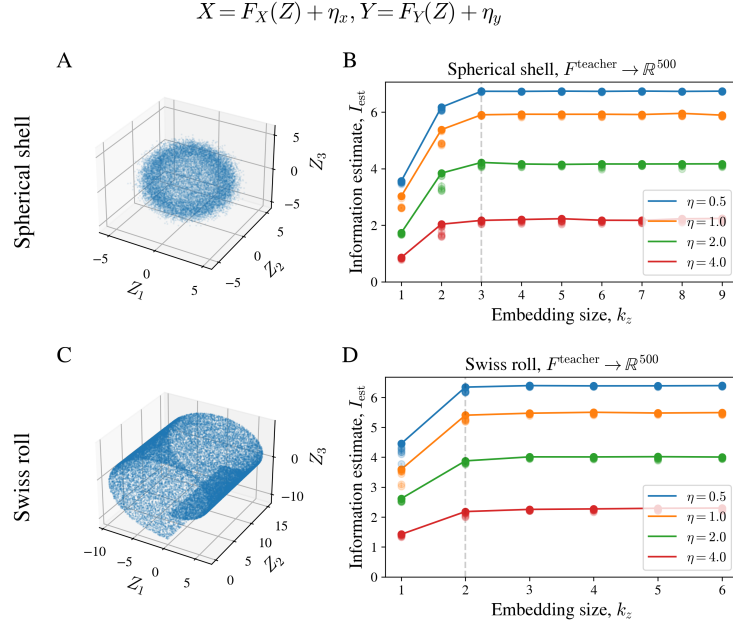 X = F_X(Z) + η_x, Y = F_Y(Z) + η_y
A
Spherical shell
−5
0
5
Z_1
−5
0
5
Z_2
5
0
−5
Z_3
B
Spherical shell, F^teacher → ℝ^500
Information estimate, I_est
6
4
2
0
η = 0.5
η = 1.0
η = 2.0
η = 4.0
1 2 3 4 5 6 7 8 9
Embedding size, k_z
C
Swiss roll
−10
−5
0
5
Z_1
0
5
10
15
Z_2
0
−10
Z_3
D
Swiss roll, F^teacher → ℝ^500
Information estimate, I_est
6
5
4
3
2
1
0
η = 0.5
η = 1.0
η = 2.0
η = 4.0
1 2 3 4 5 6
Embedding size, k_z